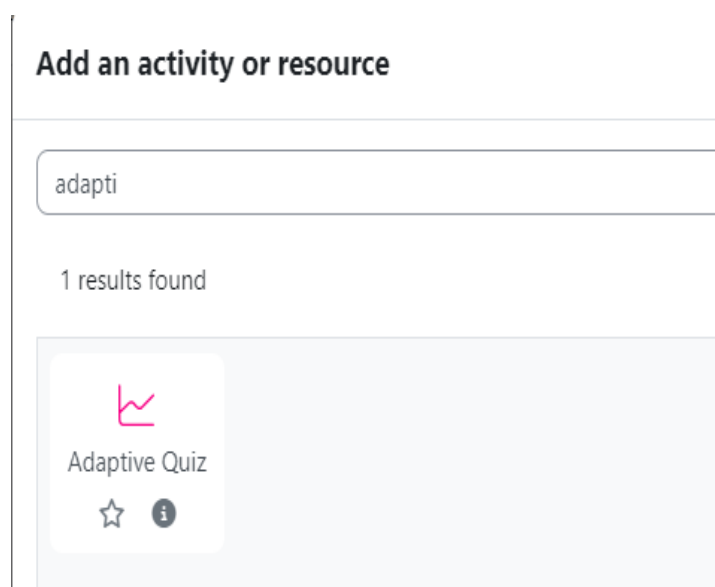 Add an activity or resource
adapti
1 results found
Adaptive Quiz